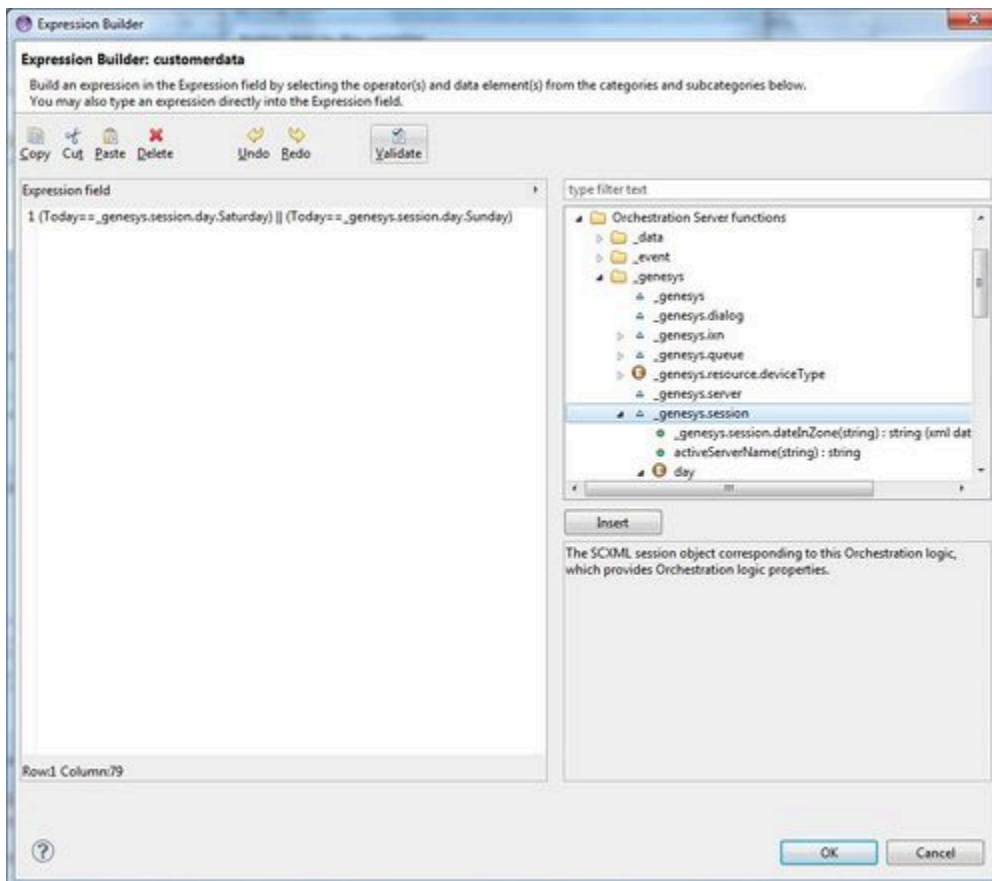 Expression Builder
Expression Builder: customerdata
Build an expression in the Expression field by selecting the operator(s) and data element(s) from the categories and subcategories below.
You may also type an expression directly into the Expression field.
Copy Cut Paste Delete Undo Redo Validate
Expression field
1 (Today==_genesys.session.day.Saturday) || (Today==_genesys.session.day.Sunday)
Row:1 Column:79
type filter text
Orchestration Server functions
_data
_event
_genesys
_genesys
_genesys.dialog
_genesys.ixn
_genesys.queue
_genesys.resource.deviceType
_genesys.server
_genesys.session
_genesys.session.dateInZone(string) : string (xml dat
activeServerName(string) : string
day
Insert
The SCXML session object corresponding to this Orchestration logic,
which provides Orchestration logic properties.
OK Cancel